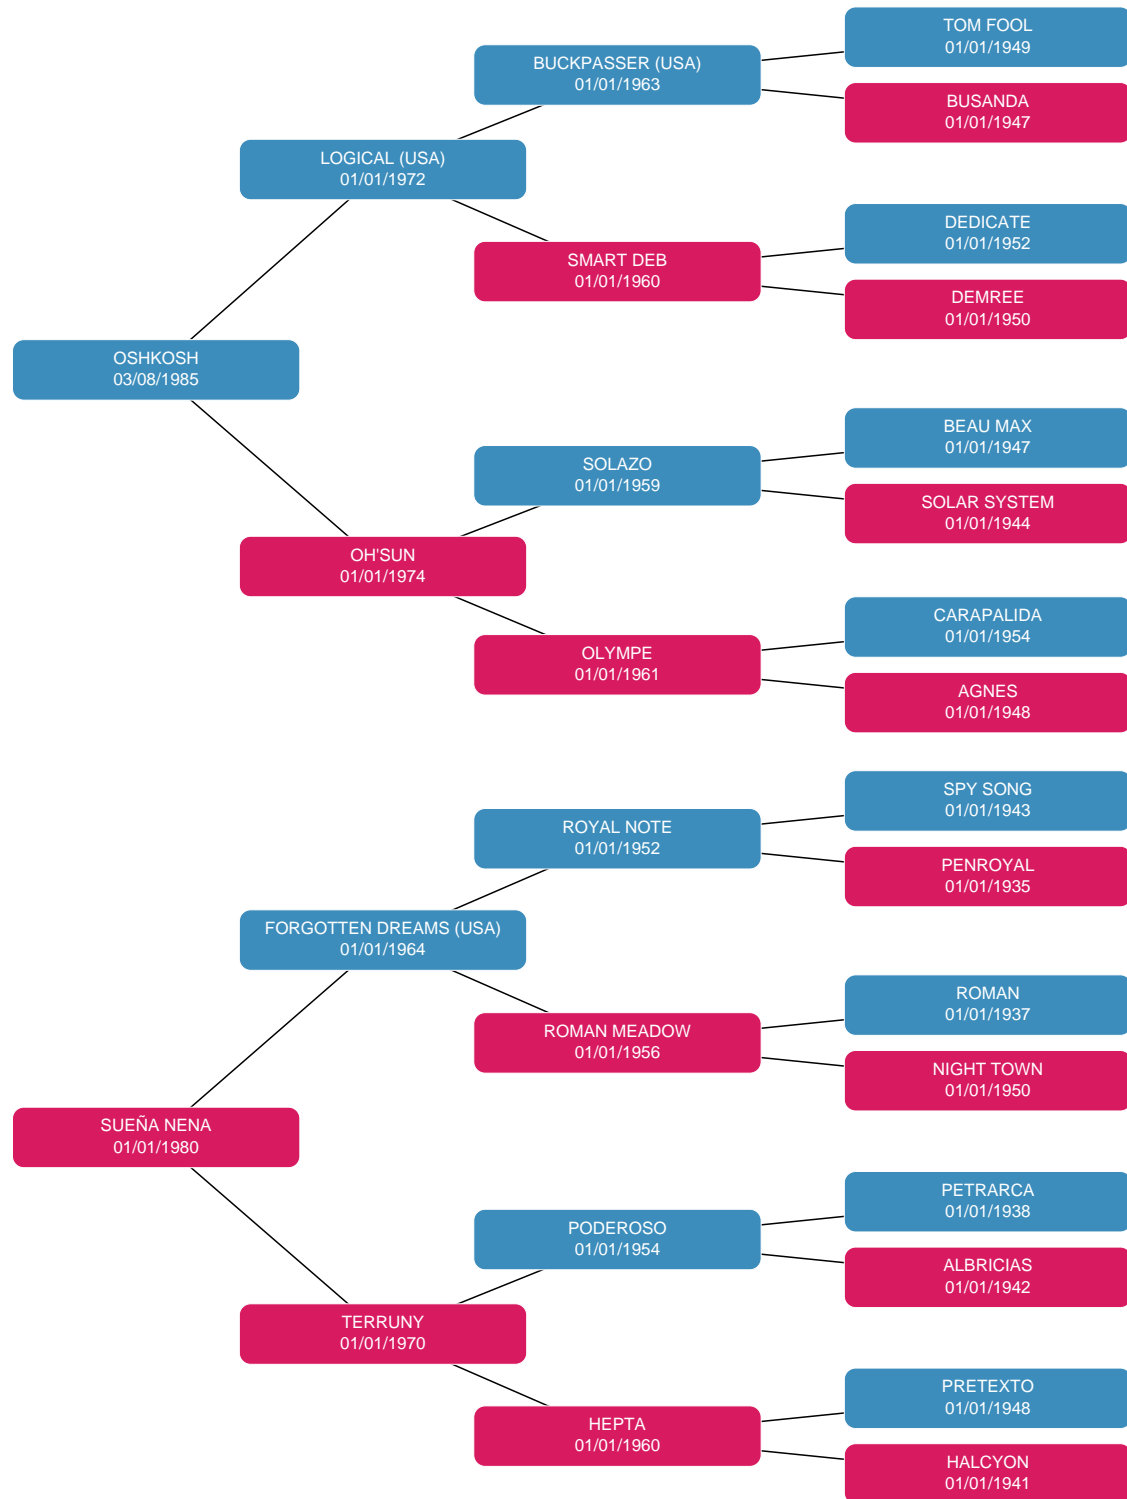 TOM FOOL
01/01/1949
BUCKPASSER (USA)
01/01/1963
BUSANDA
01/01/1947
LOGICAL (USA)
01/01/1972
DEDICATE
01/01/1952
SMART DEB
01/01/1960
DEMREE
01/01/1950
OSHKOSH
03/08/1985
BEAU MAX
01/01/1947
SOLAZO
01/01/1959
SOLAR SYSTEM
01/01/1944
OH'SUN
01/01/1974
CARAPALIDA
01/01/1954
OLYMPE
01/01/1961
AGNES
01/01/1948
SPY SONG
01/01/1943
ROYAL NOTE
01/01/1952
PENROYAL
01/01/1935
FORGOTTEN DREAMS (USA)
01/01/1964
ROMAN
01/01/1937
ROMAN MEADOW
01/01/1956
NIGHT TOWN
01/01/1950
SUEÑA NENA
01/01/1980
PETRARCA
01/01/1938
PODEROSO
01/01/1954
ALBRICIAS
01/01/1942
TERRUNY
01/01/1970
PRETEXTO
01/01/1948
HEPTA
01/01/1960
HALCYON
01/01/1941